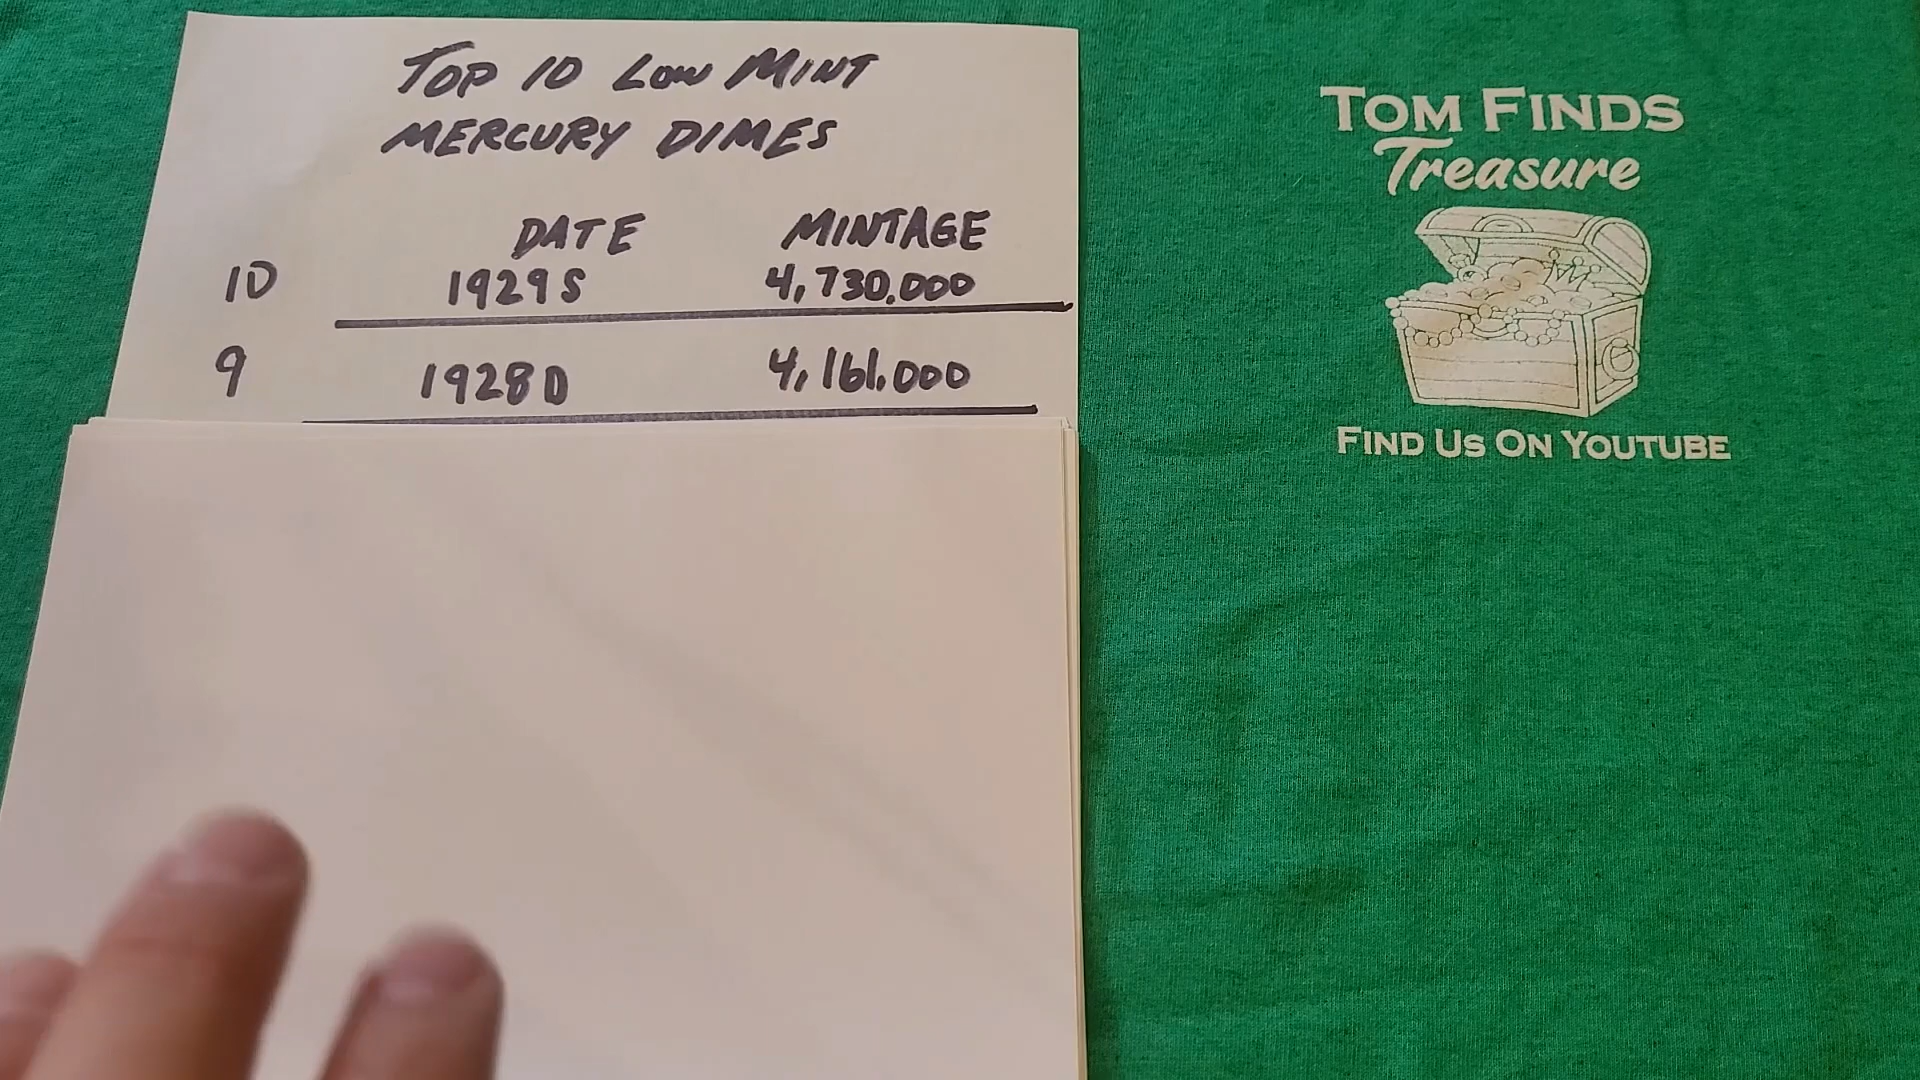 TOP 10 LOW MINT
MERCURY DIMES
DATE MINTAGE
10 1929S 4,730,000
9 1928D 4,161,000
TOM FINDS
Treasure
FIND US ON YOUTUBE